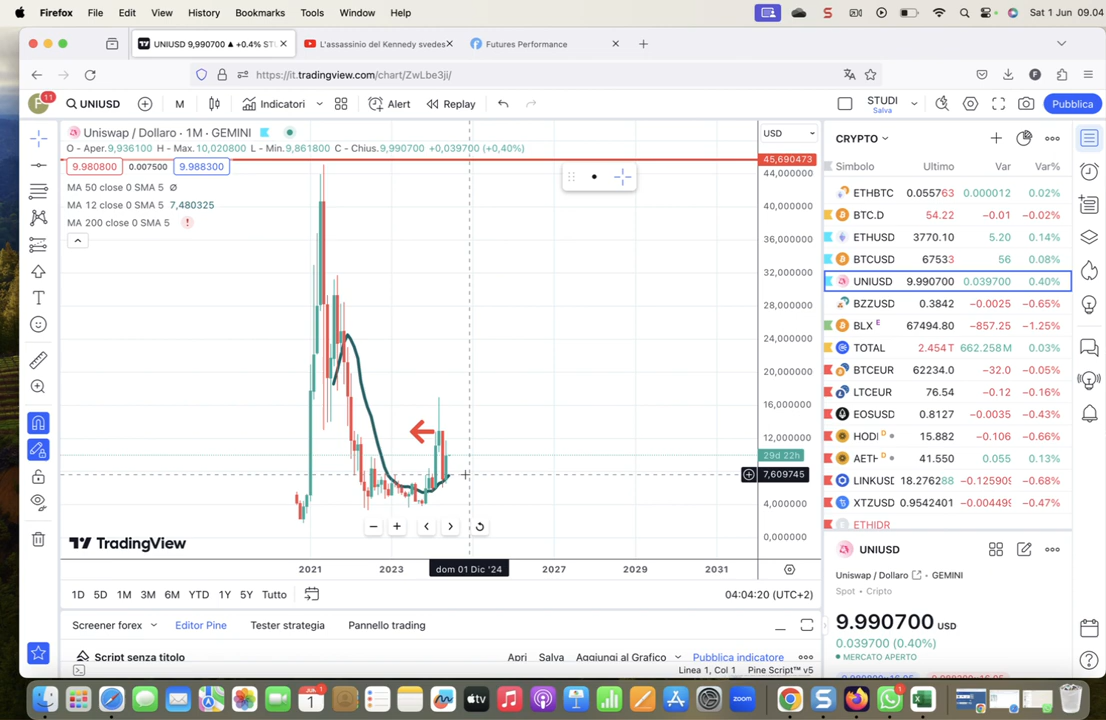 Firefox File Edit View History Bookmarks Tools Window Help S Sat 1 Jun 09.04
UNIUSD 9,990700 ▲ +0.4% ST
L'assassinio del Kennedy svedes
Futures Performance
https://it.tradingview.com/chart/ZwLbe3ji/
F
11 UNIUSD M Indicatori Alert Replay STUDI
Salva
Pubblica
Uniswap / Dollaro · 1M · GEMINI
O - Aper.9,936100 H - Max.10,020800 L - Min.9,861800 C - Chius.9,990700 +0,039700 (+0,40%)
9.980800 0.007500 9.988300
MA 50 close 0 SMA 5 ∅
MA 12 close 0 SMA 5 7,480325
MA 200 close 0 SMA 5 !
USD
45,690473
44,000000
40,000000
36,000000
32,000000
28,000000
24,000000
20,000000
16,000000
12,000000
29d 22h
7,609745
4,000000
0,000000
TradingView
2021 2023 dom 01 Dic '24 2027 2029 2031
1D 5D 1M 3M 6M YTD 1Y 5Y Tutto 04:04:20 (UTC+2)
Screener forex Editor Pine Tester strategia Pannello trading
Script senza titolo Apri Salva Aggiungi al Grafico Pubblica indicatore
Linea 1, Col 1 Pine Script™ v5
CRYPTO
Simbolo Ultimo Var Var%
ETHBTC 0.055763 0.000012 0.02%
BTC.D 54.22 −0.01 −0.02%
ETHUSD 3770.10 5.20 0.14%
BTCUSD 67533 56 0.08%
UNIUSD 9.990700 0.039700 0.40%
BZZUSD 0.3842 −0.0025 −0.65%
BLX E 67494.80 −857.25 −1.25%
TOTAL 2.454T 662.258M 0.03%
BTCEUR 62234.0 −32.0 −0.05%
LTCEUR 76.54 −0.12 −0.16%
EOSUSD 0.8127 −0.0035 −0.43%
HODI D 15.882 −0.106 −0.66%
AETH D 41.550 0.055 0.13%
LINKUSD 18.276288 −0.125909 −0.68%
XTZUSD 0.9542401 −0.004499 −0.47%
ETHIDR
UNIUSD
Uniswap / Dollaro • GEMINI
Spot • Cripto
9.990700 USD
0.039700 (0.40%)
MERCATO APERTO
tv
zoom
S
1